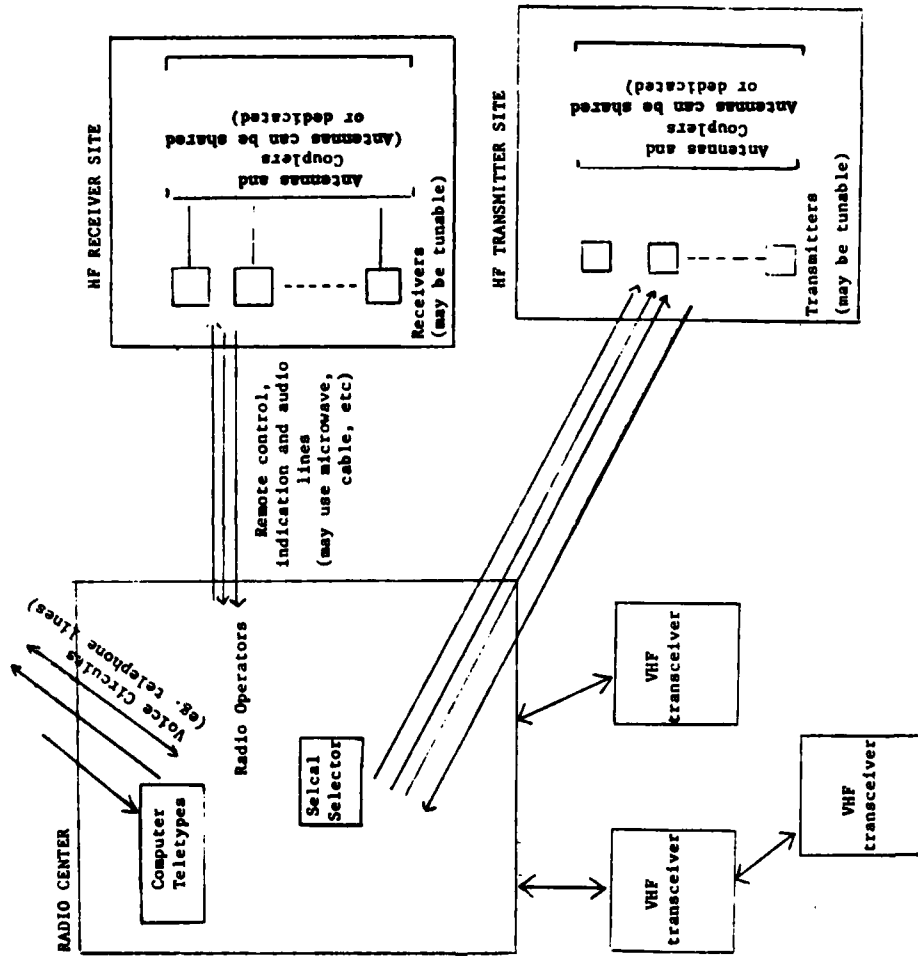 RADIO CENTER
Computer
Teletypes
Voice Circuits
(eg. telephone lines)
Radio Operators
Selcal
Selector
Remote control,
indication and audio
lines
(may use microwave,
cable, etc)
HF RECEIVER SITE
Receivers
(may be tunable)
Antennas and
Couplers
(Antennas can be shared
or dedicated)
HF TRANSMITTER SITE
Transmitters
(may be tunable)
Antennas and
Couplers
Antennas can be shared
or dedicated)
VHF
transceiver
VHF
transceiver
VHF
transceiver